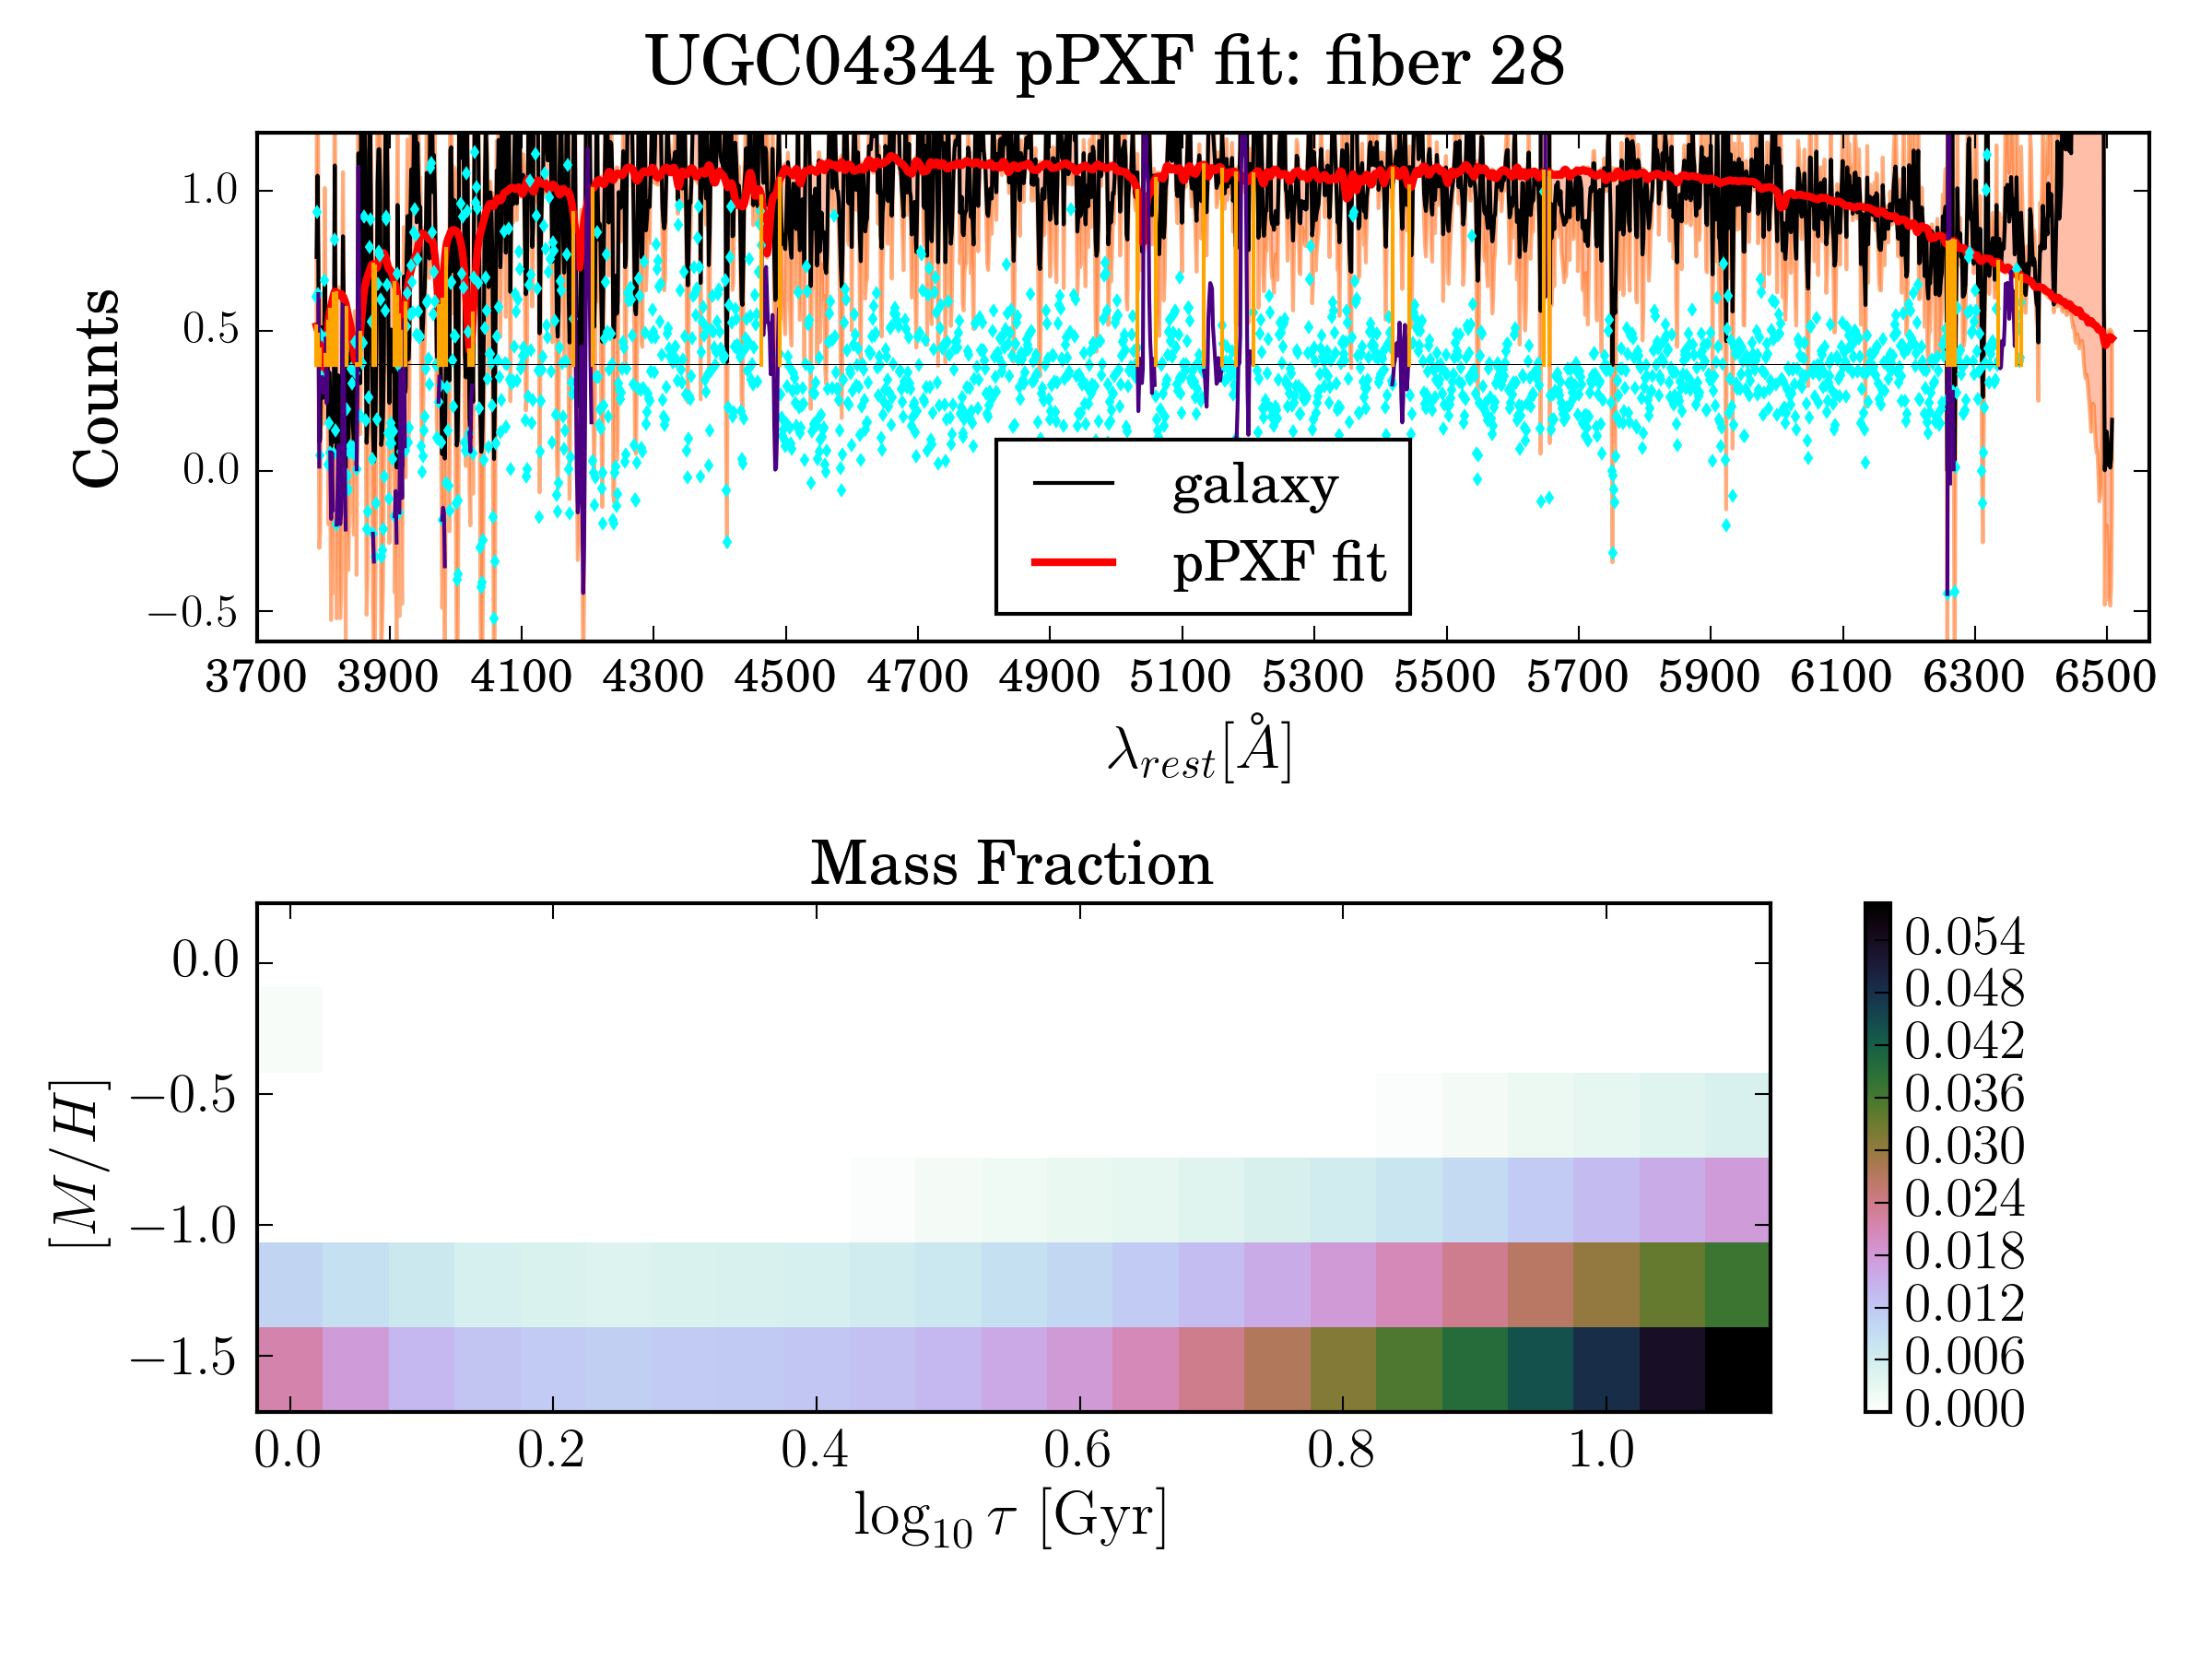 UGC04344 pPXF fit: fiber 28
Counts
1.0
0.5
0.0
−0.5
galaxy
pPXF fit
3700 3900 4100 4300 4500 4700 4900 5100 5300 5500 5700 5900 6100 6300 6500
λrest[Å]
Mass Fraction
[M/H]
0.0
−0.5
−1.0
−1.5
0.0 0.2 0.4 0.6 0.8 1.0
log10 τ [Gyr]
0.054
0.048
0.042
0.036
0.030
0.024
0.018
0.012
0.006
0.000